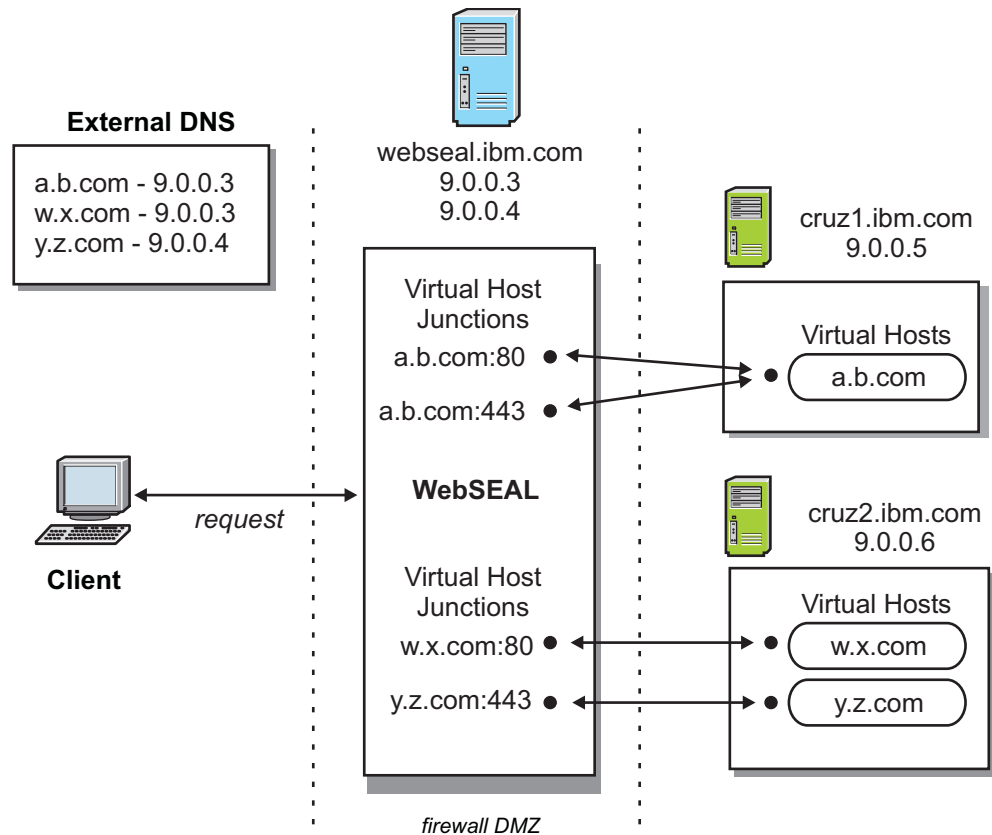 External DNS
a.b.com - 9.0.0.3
w.x.com - 9.0.0.3
y.z.com - 9.0.0.4
webseal.ibm.com
9.0.0.3
9.0.0.4
cruz1.ibm.com
9.0.0.5
Virtual Host
Junctions
a.b.com:80
a.b.com:443
Virtual Hosts
a.b.com
WebSEAL
request
Client
cruz2.ibm.com
9.0.0.6
Virtual Host
Junctions
w.x.com:80
y.z.com:443
Virtual Hosts
w.x.com
y.z.com
firewall DMZ